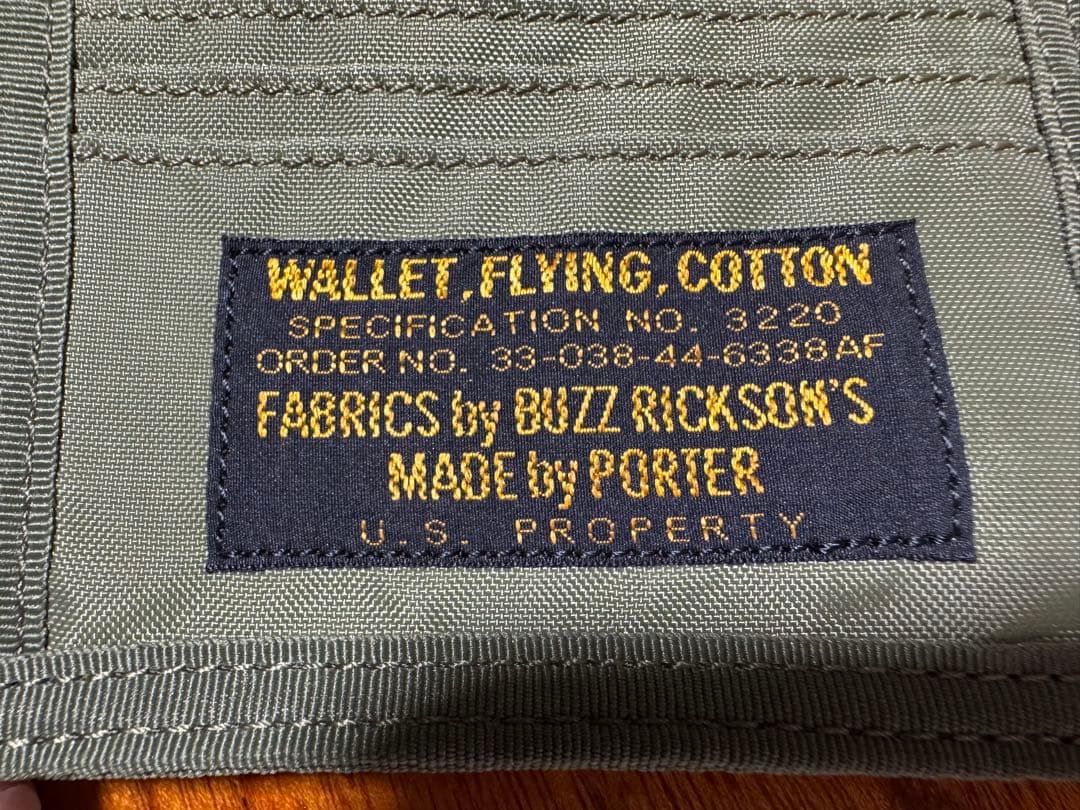 WALLET, FLYING, COTTON
SPECIFICATION NO. 3220
ORDER NO. 33-038-44-6338AF
FABRICS by BUZZ RICKSON'S
MADE by PORTER
U.S. PROPERTY